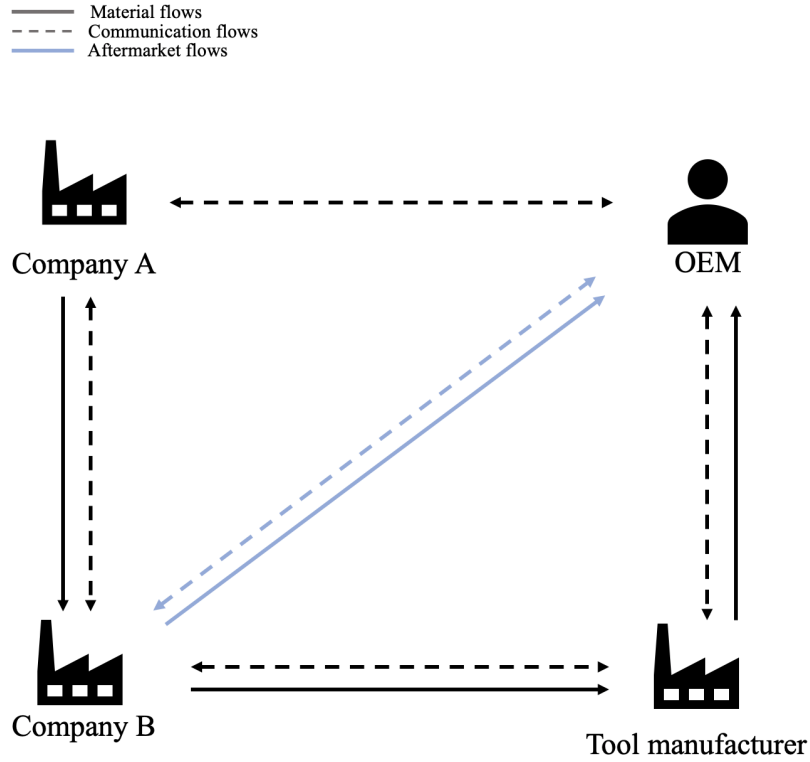 Material flows
Communication flows
Aftermarket flows
Company A
OEM
Company B
Tool manufacturer